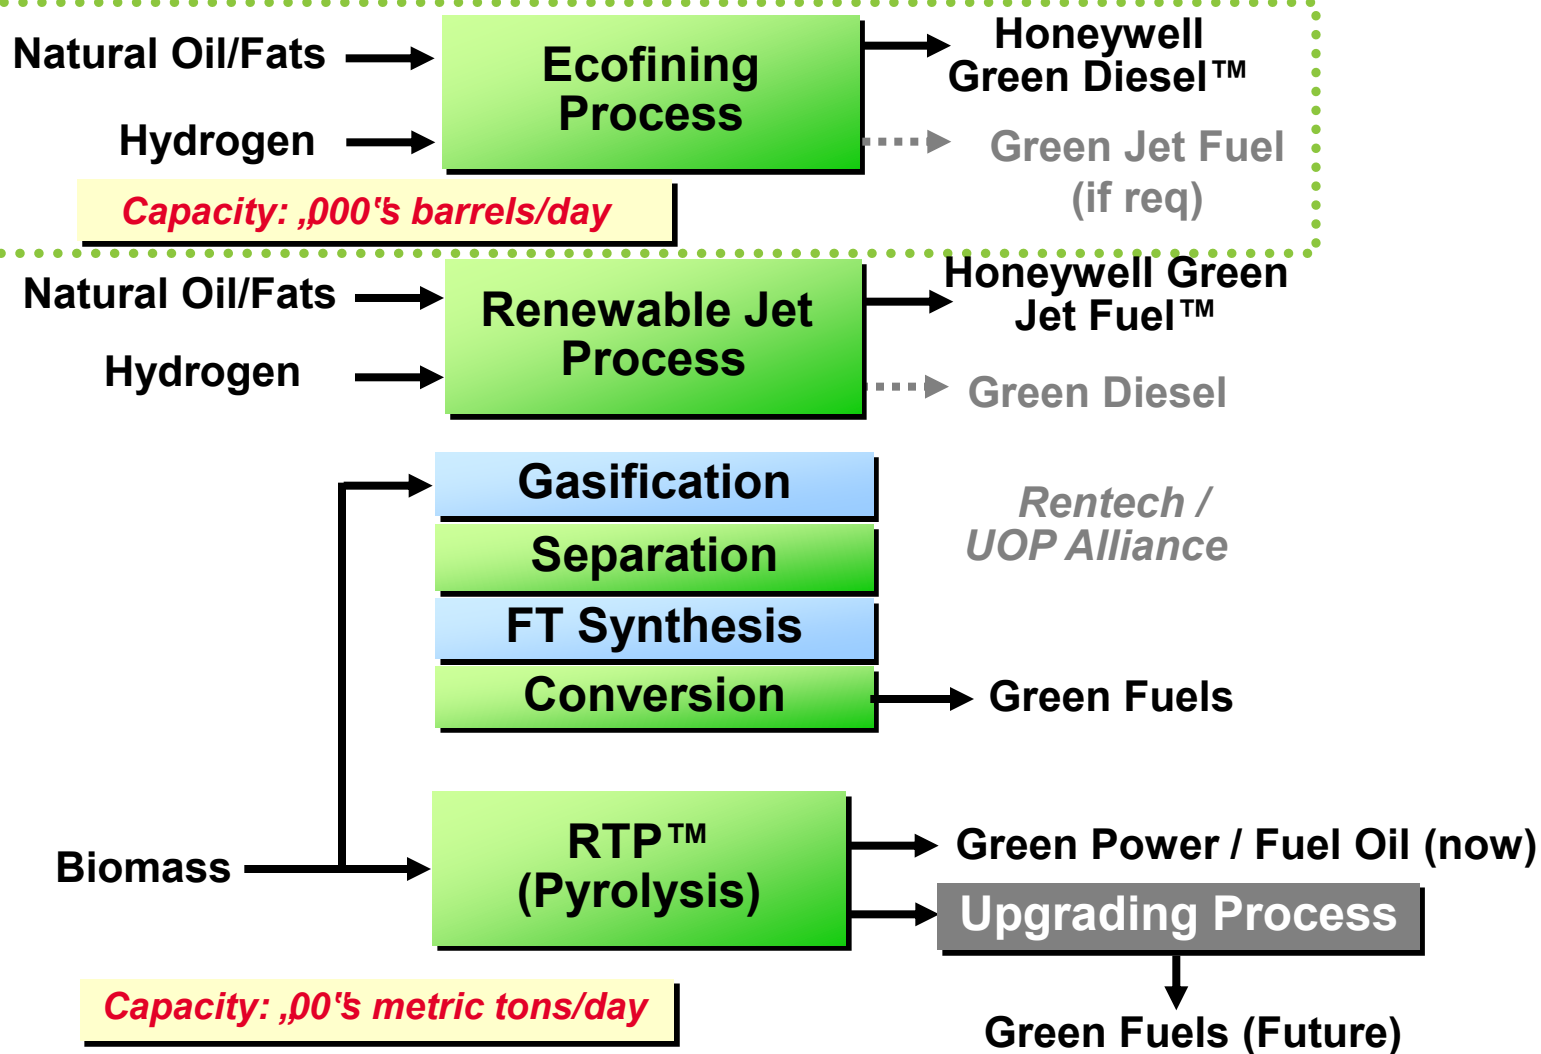 Natural Oil/Fats
Hydrogen
Ecofining
Process
Honeywell
Green Diesel™
Green Jet Fuel
(if req)
Capacity: „000‟s barrels/day
Natural Oil/Fats
Hydrogen
Renewable Jet
Process
Honeywell Green
Jet Fuel™
Green Diesel
Gasification
Separation
FT Synthesis
Conversion
Rentech /
UOP Alliance
Green Fuels
Biomass
RTP™
(Pyrolysis)
Green Power / Fuel Oil (now)
Upgrading Process
Green Fuels (Future)
Capacity: „00‟s metric tons/day